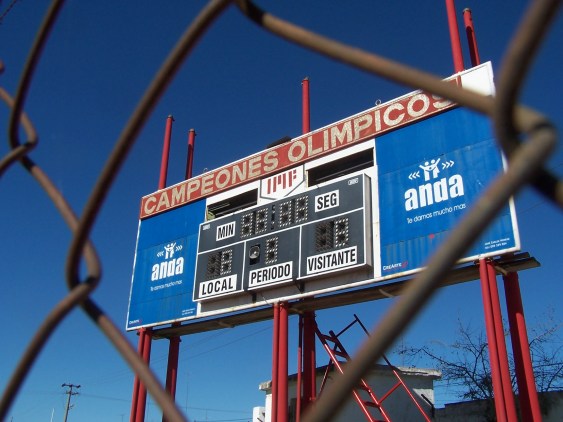 CAMPEONES OLIMPICOS
MIN
SEG
LOCAL
PERIODO
VISITANTE
anda
Te damos mucho mas
anda
Te damos mucho mas